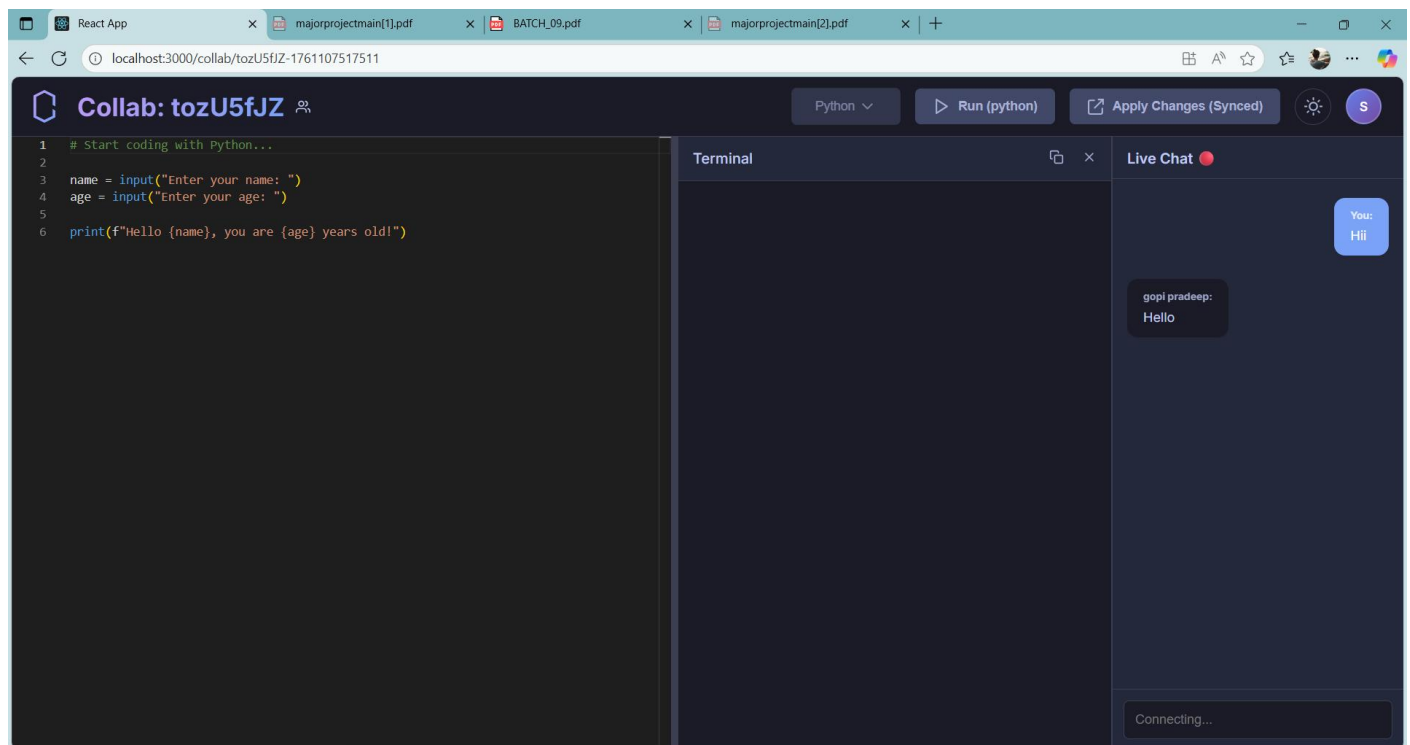 React App
majorprojectmain[1].pdf
BATCH_09.pdf
majorprojectmain[2].pdf
localhost:3000/collab/tozU5fJZ-1761107517511
Collab: tozU5fJZ
Python
Run (python)
Apply Changes (Synced)
S
1 # Start coding with Python...
2
3 name = input("Enter your name: ")
4 age = input("Enter your age: ")
5
6 print(f"Hello {name}, you are {age} years old!")
Terminal
Live Chat
You:
Hii
gopi pradeep:
Hello
Connecting...